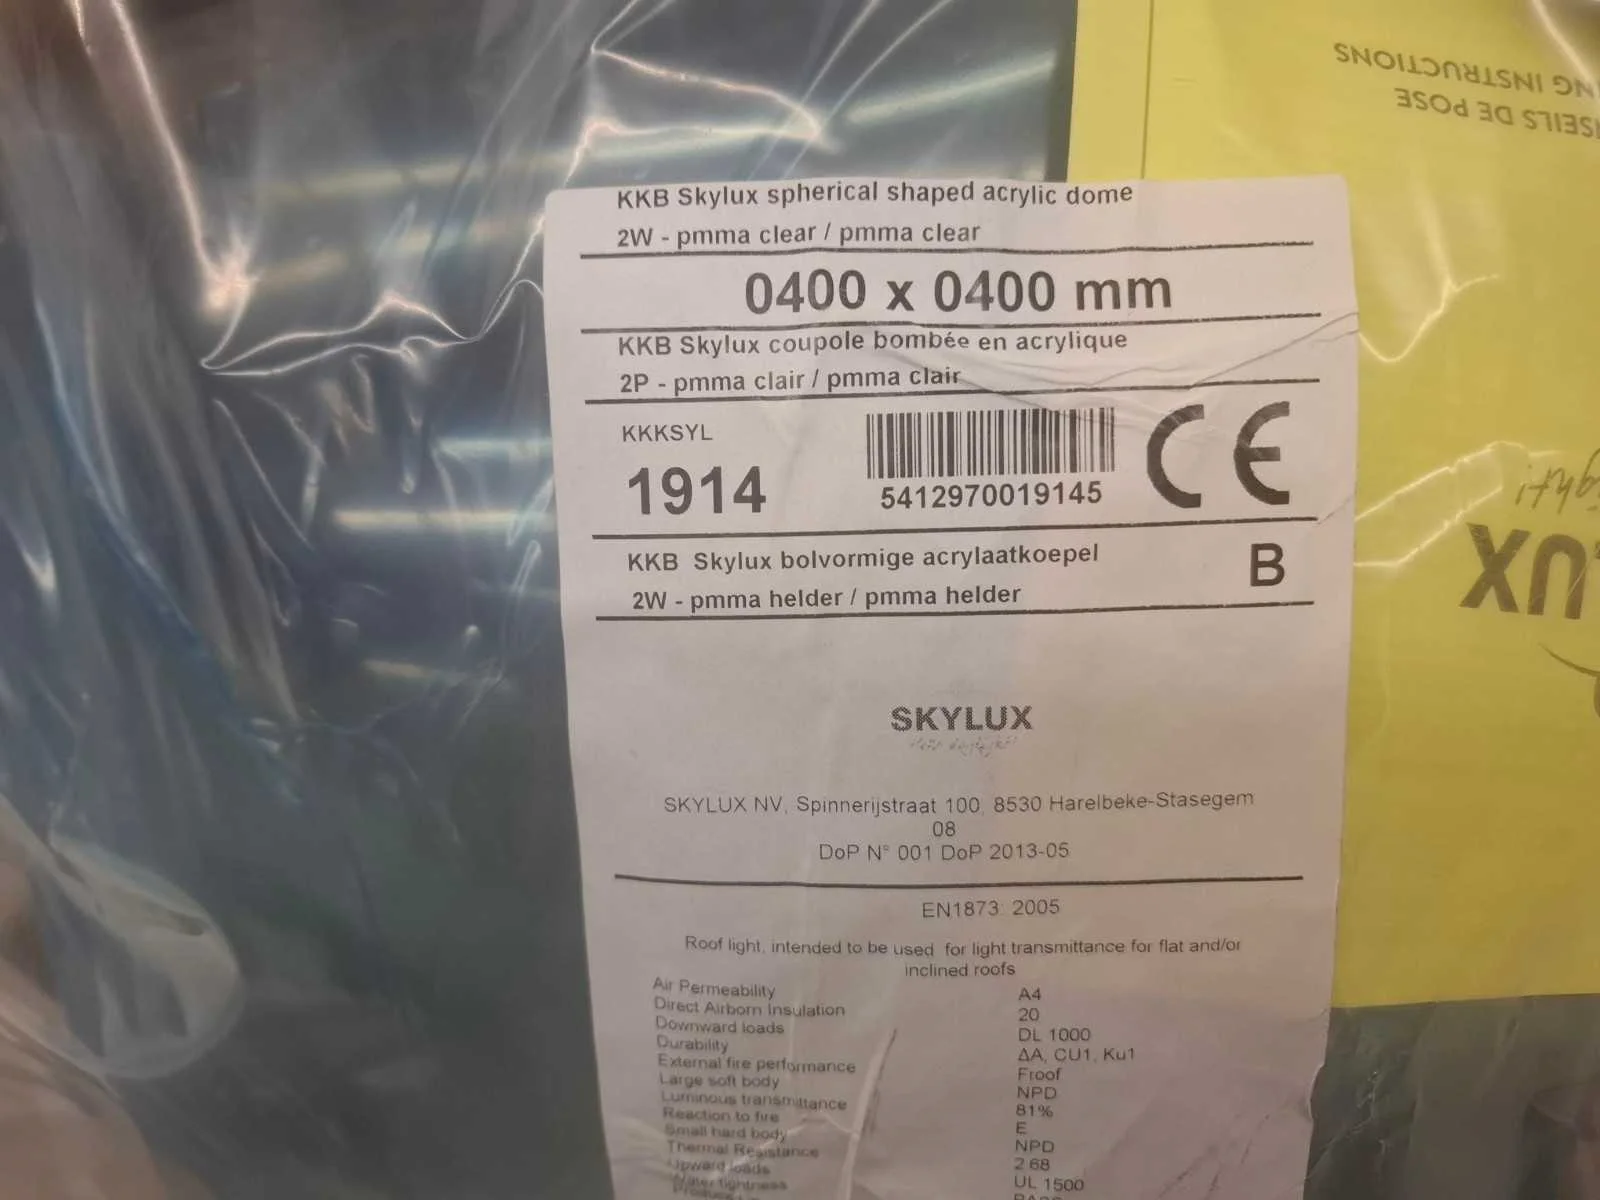 KKB Skylux spherical shaped acrylic dome
2W - pmma clear / pmma clear
0400 x 0400 mm
KKB Skylux coupole bombée en acrylique
2P - pmma clair / pmma clair
KKKSYL
1914
5412970019145
CE
KKB Skylux bolvormige acrylaatkoepel
2W - pmma helder / pmma helder
B
SKYLUX
SKYLUX NV, Spinnerijstraat 100, 8530 Harelbeke-Stasegem
08
DoP N° 001 DoP 2013-05
EN1873: 2005
Roof light, intended to be used for light transmittance for flat and/or
inclined roofs
Air Permeability A4
Direct Airborn Insulation 20
Downward loads DL 1000
Durability ΔA, CU1, Ku1
External fire performance Froof
Large soft body NPD
Luminous transmittance 81%
Reaction to fire E
Small hard body NPD
Thermal Resistance 2.68
Upward loads UL 1500
Water tightness
INSTRUCTIONS
DE POSE
UX